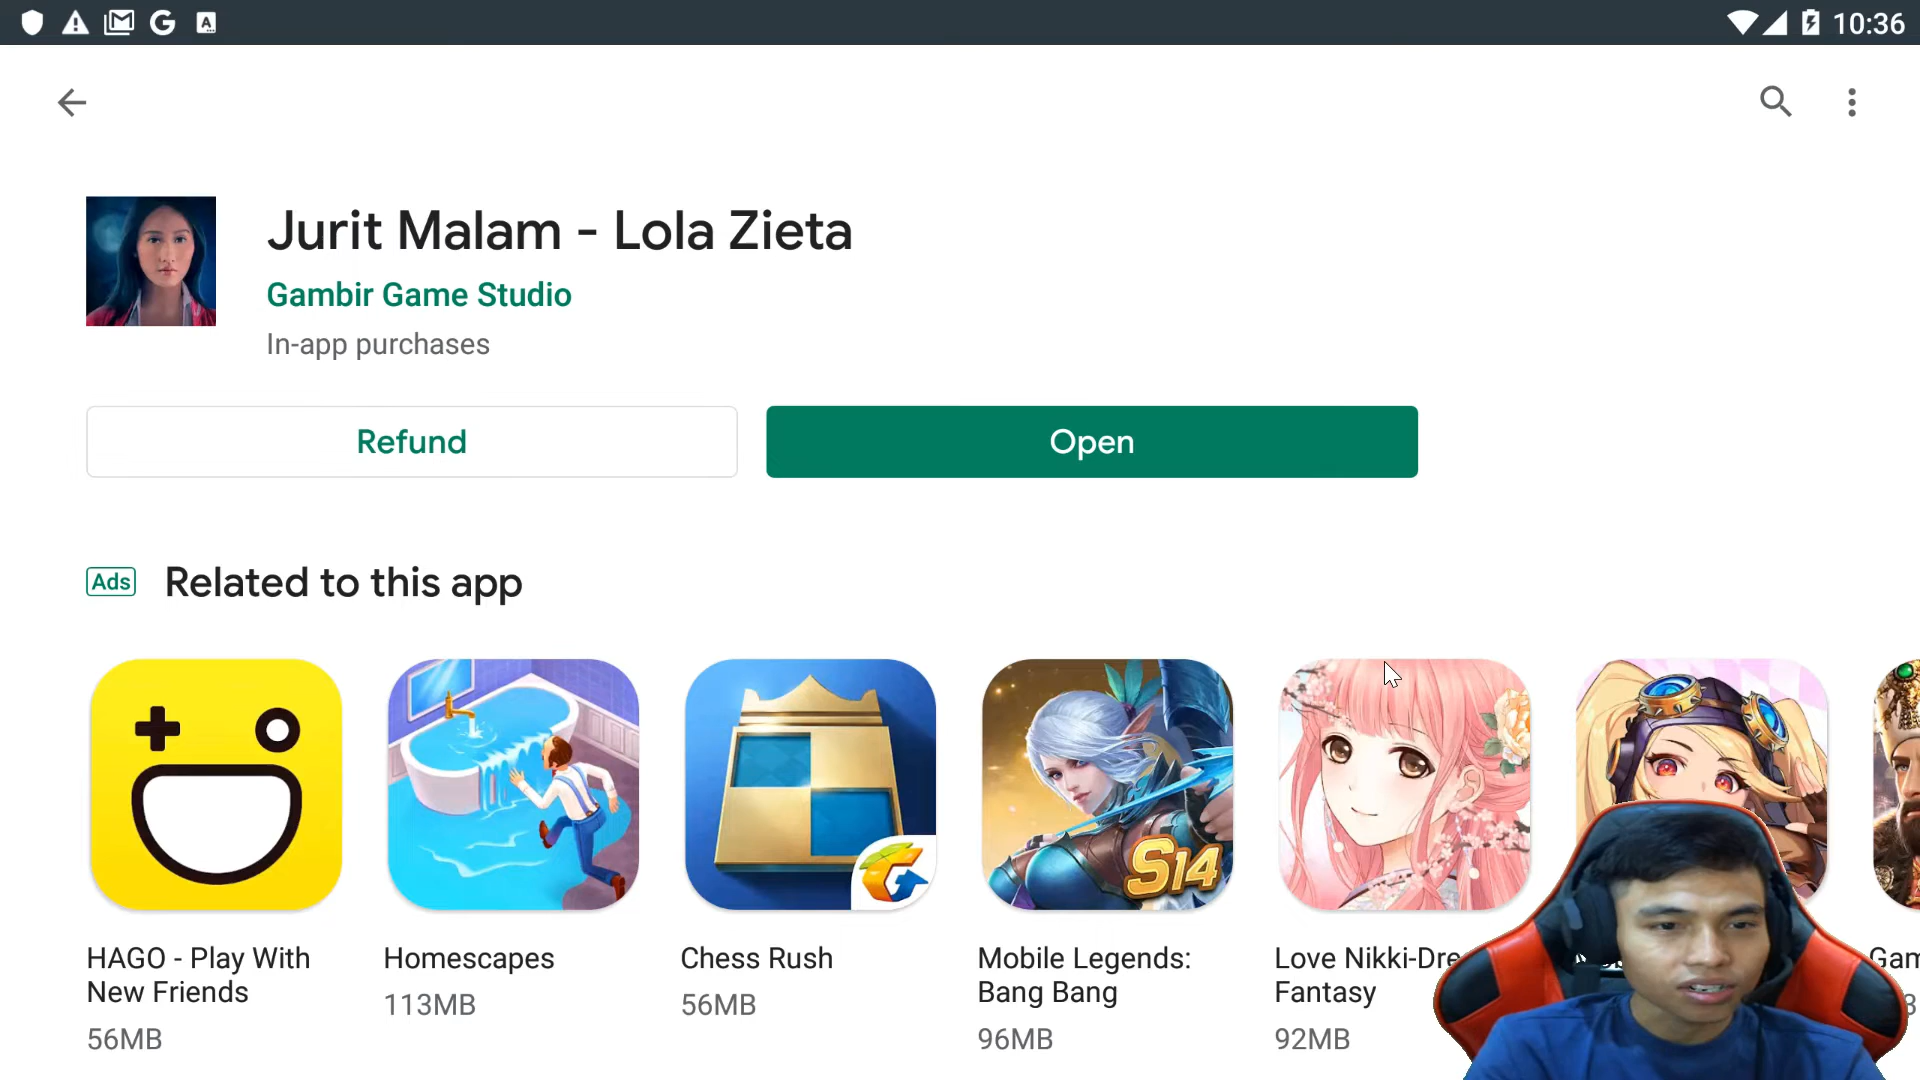 10:36
Jurit Malam - Lola Zieta
Gambir Game Studio
In-app purchases
Refund
Open
Ads Related to this app
S14
HAGO - Play With
New Friends
56MB
Homescapes
113MB
Chess Rush
56MB
Mobile Legends:
Bang Bang
96MB
Love Nikki-Dre
Fantasy
92MB
Gam